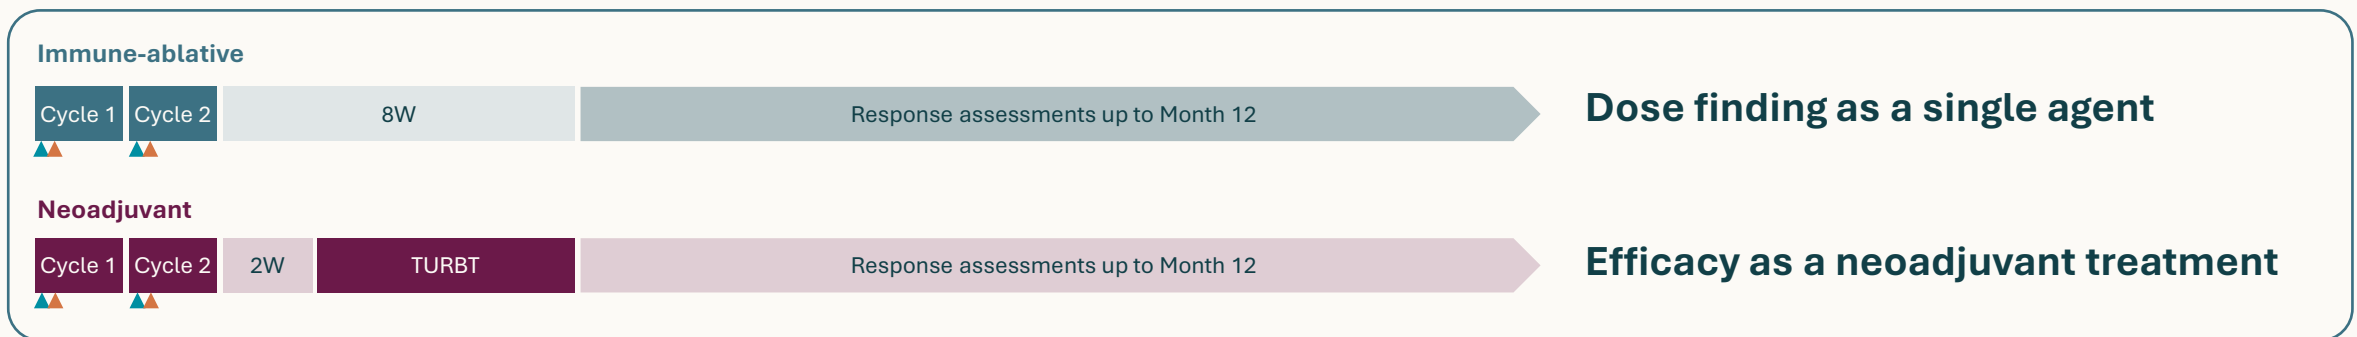 Immune-ablative
Cycle 1 Cycle 2 8W Response assessments up to Month 12 Dose finding as a single agent
Neoadjuvant
Cycle 1 Cycle 2 2W TURBT Response assessments up to Month 12 Efficacy as a neoadjuvant treatment